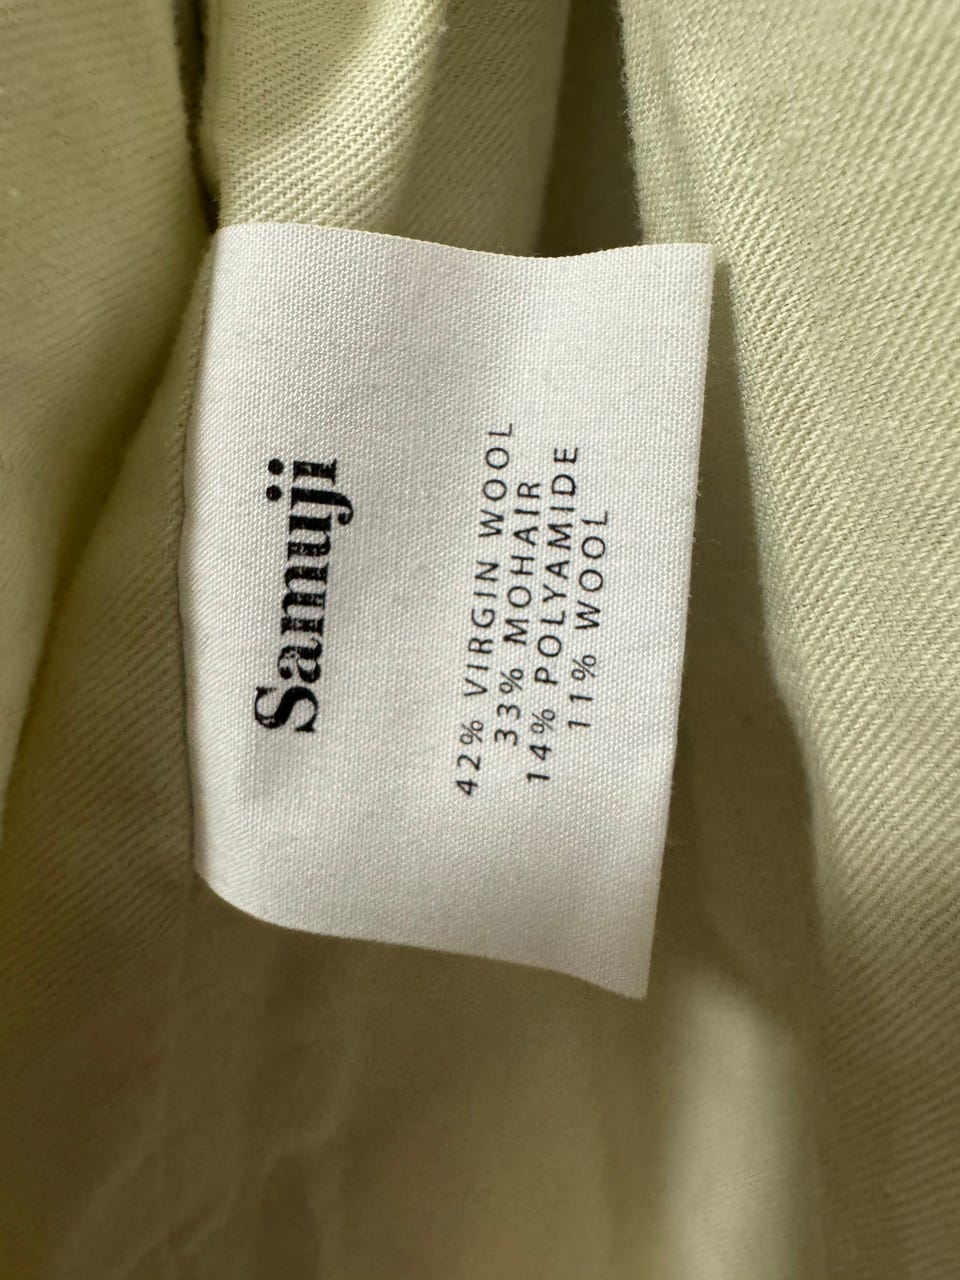 Samuji
42% VIRGIN WOOL
33% MOHAIR
14% POLYAMIDE
11% WOOL